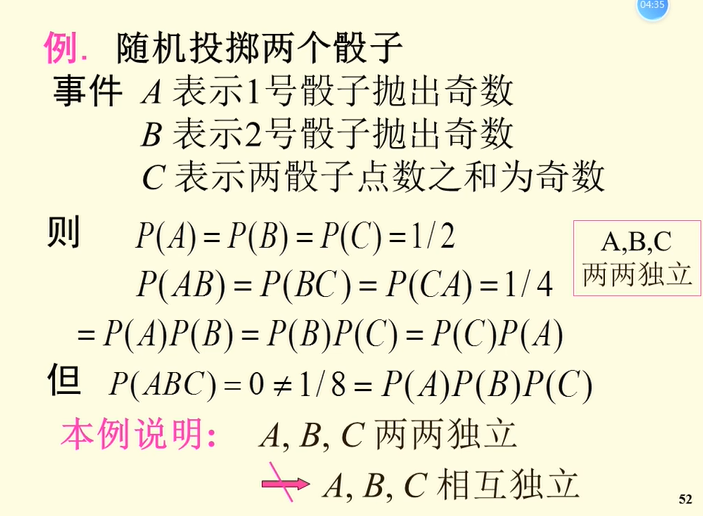 04:35
例. 随机投掷两个骰子
事件 A 表示1号骰子抛出奇数
B 表示2号骰子抛出奇数
C 表示两骰子点数之和为奇数
则 P(A) = P(B) = P(C) = 1/2
P(AB) = P(BC) = P(CA) = 1/4
= P(A)P(B) = P(B)P(C) = P(C)P(A)
A,B,C
两两独立
但 P(ABC) = 0 ≠ 1/8 = P(A)P(B)P(C)
本例说明: A, B, C 两两独立
A, B, C 相互独立
52